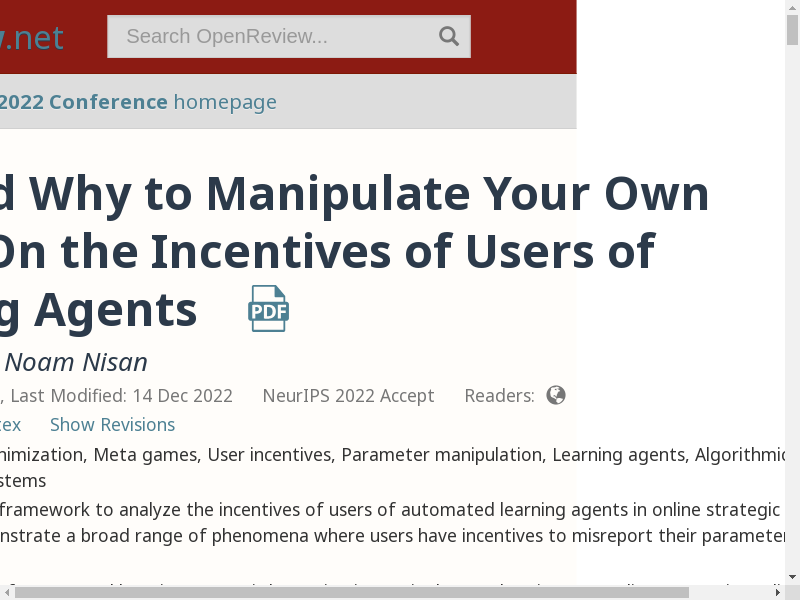 .net
Search OpenReview...
2022 Conference homepage
d Why to Manipulate Your Own
On the Incentives of Users of
g Agents
PDF
Noam Nisan
, Last Modified: 14 Dec 2022 NeurIPS 2022 Accept Readers:
tex Show Revisions
nimization, Meta games, User incentives, Parameter manipulation, Learning agents, Algorithmic
stems
framework to analyze the incentives of users of automated learning agents in online strategic
nstrate a broad range of phenomena where users have incentives to misreport their parameter